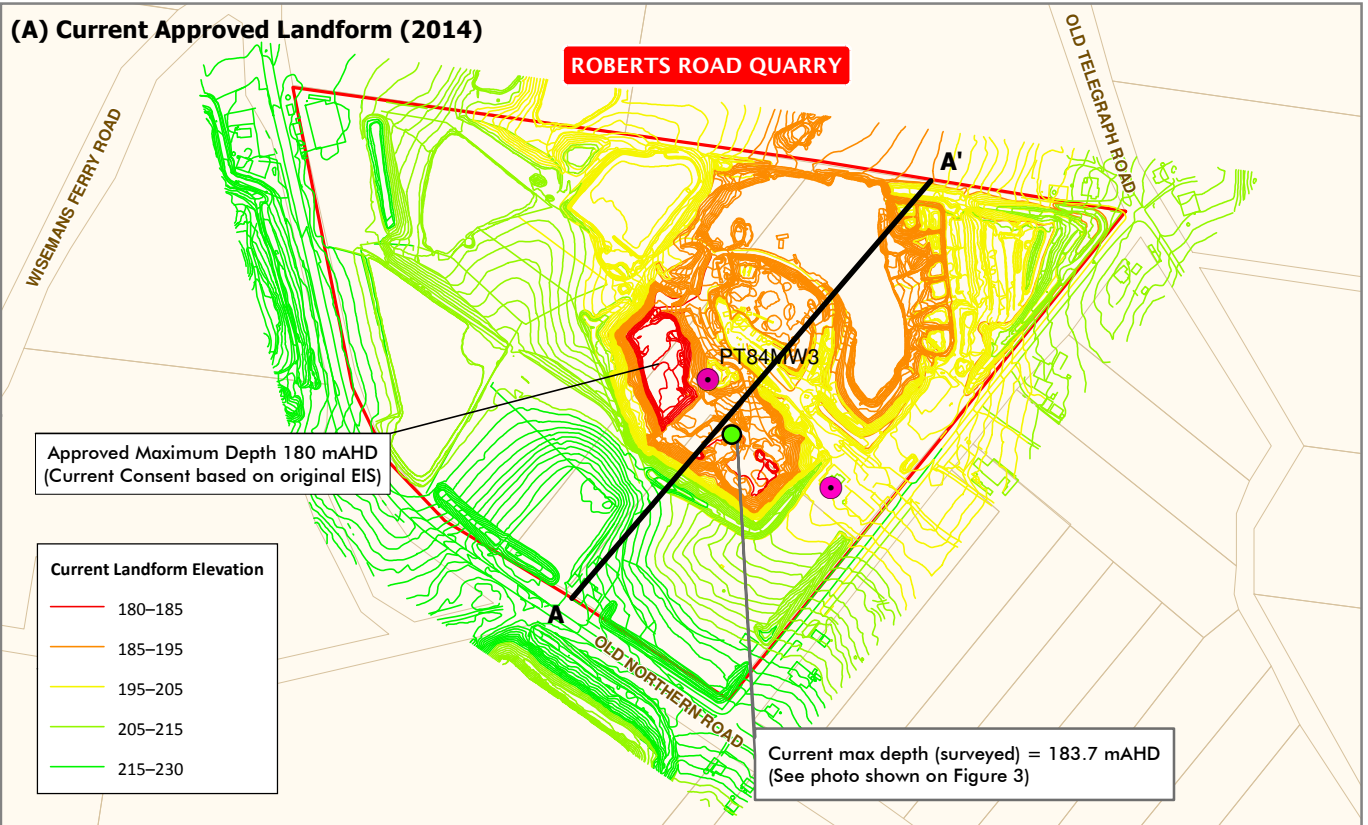 (A) Current Approved Landform (2014)
ROBERTS ROAD QUARRY
OLD TELEGRAPH ROAD
WISEMANS FERRY ROAD
A'
PT84MW3
Approved Maximum Depth 180 mAHD
(Current Consent based on original EIS)
Current Landform Elevation
180–185
185–195
195–205
205–215
215–230
A
OLD NORTHERN ROAD
Current max depth (surveyed) = 183.7 mAHD
(See photo shown on Figure 3)